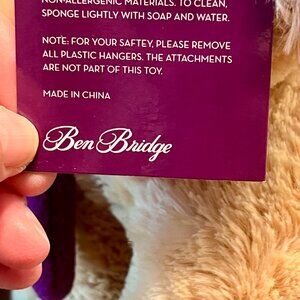 NON-ALLERGENIC MATERIALS. TO CLEAN,
SPONGE LIGHTLY WITH SOAP AND WATER.
NOTE: FOR YOUR SAFTEY, PLEASE REMOVE
ALL PLASTIC HANGERS. THE ATTACHMENTS
ARE NOT PART OF THIS TOY.
MADE IN CHINA
Ben Bridge